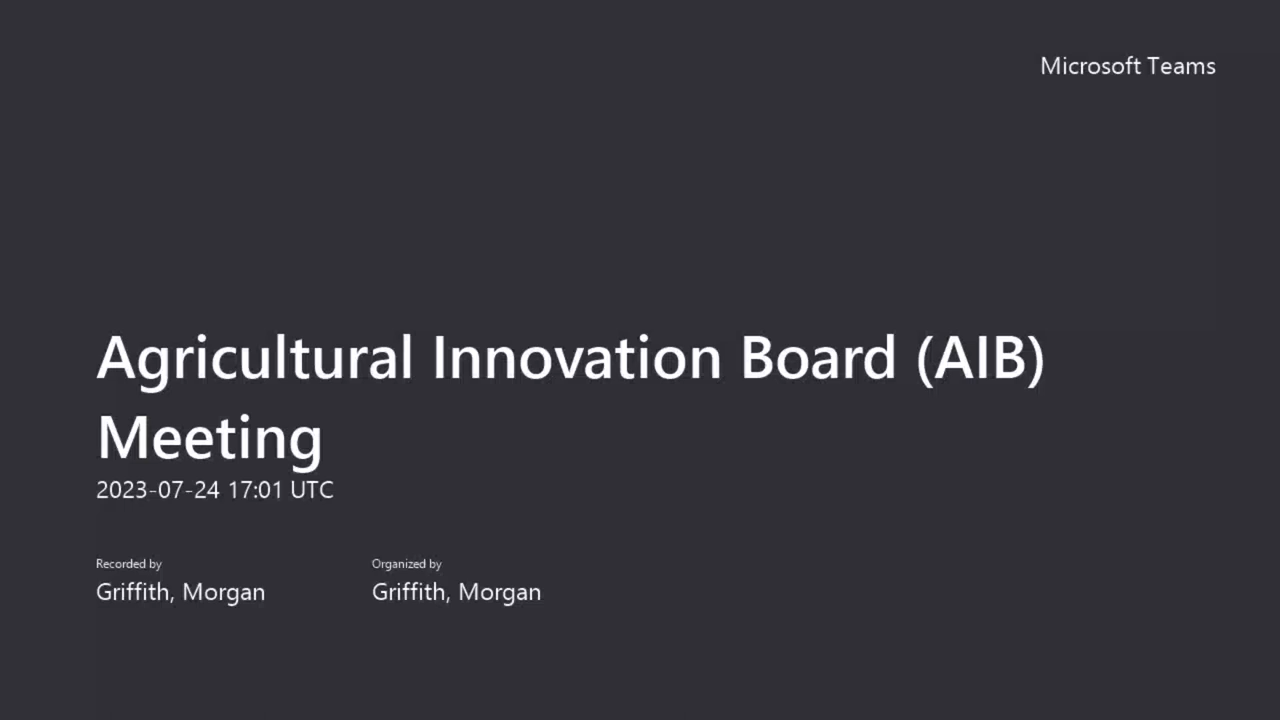 Microsoft Teams
Agricultural Innovation Board (AIB)
Meeting
2023-07-24 17:01 UTC
Recorded by
Griffith, Morgan
Organized by
Griffith, Morgan